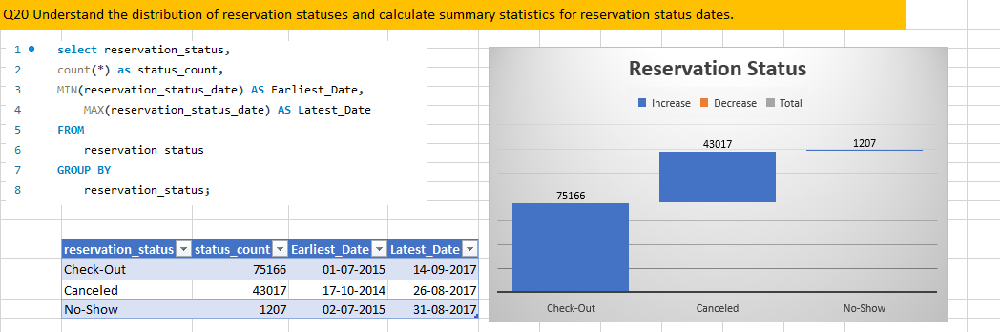 Q20 Understand the distribution of reservation statuses and calculate summary statistics for reservation status dates.
1 select reservation_status,
2 count(*) as status_count,
3 MIN(reservation_status_date) AS Earliest_Date,
4 MAX(reservation_status_date) AS Latest_Date
5 FROM
6 reservation_status
7 GROUP BY
8 reservation_status;
reservation_status status_count Earliest_Date Latest_Date
Check-Out 75166 01-07-2015 14-09-2017
Canceled 43017 17-10-2014 26-08-2017
No-Show 1207 02-07-2015 31-08-2017
Reservation Status
Increase Decrease Total
75166 43017 1207
Check-Out Canceled No-Show